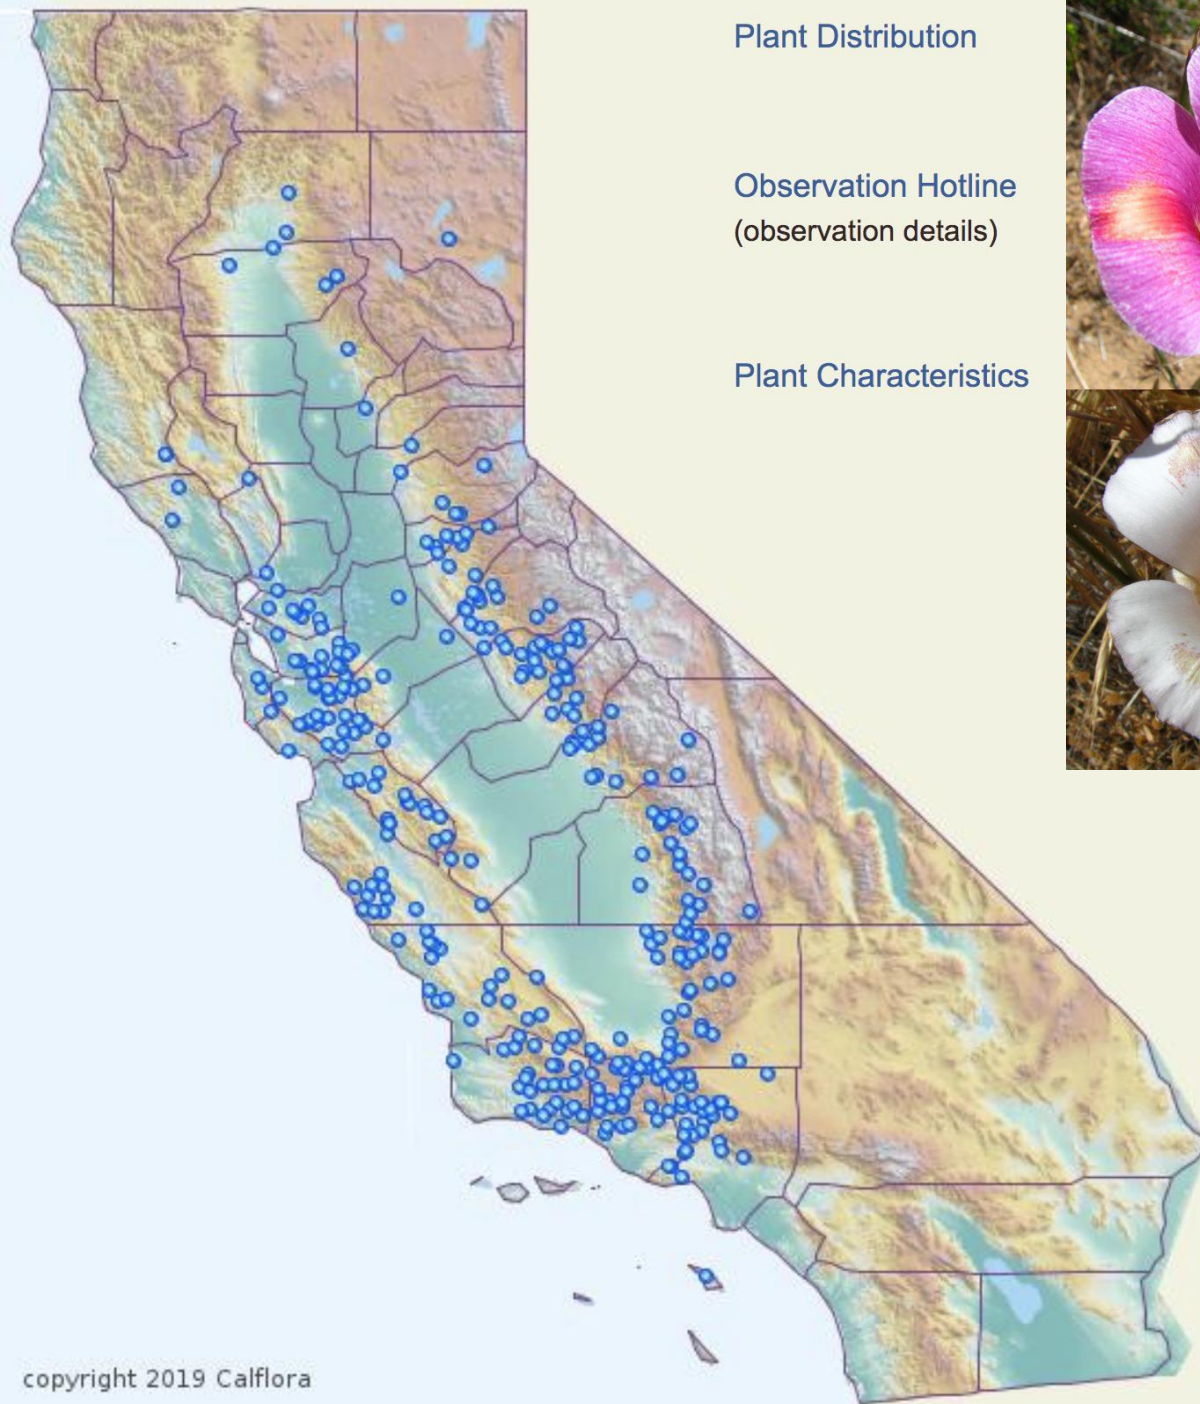 Plant Distribution
Observation Hotline
(observation details)
Plant Characteristics
copyright 2019 Calflora